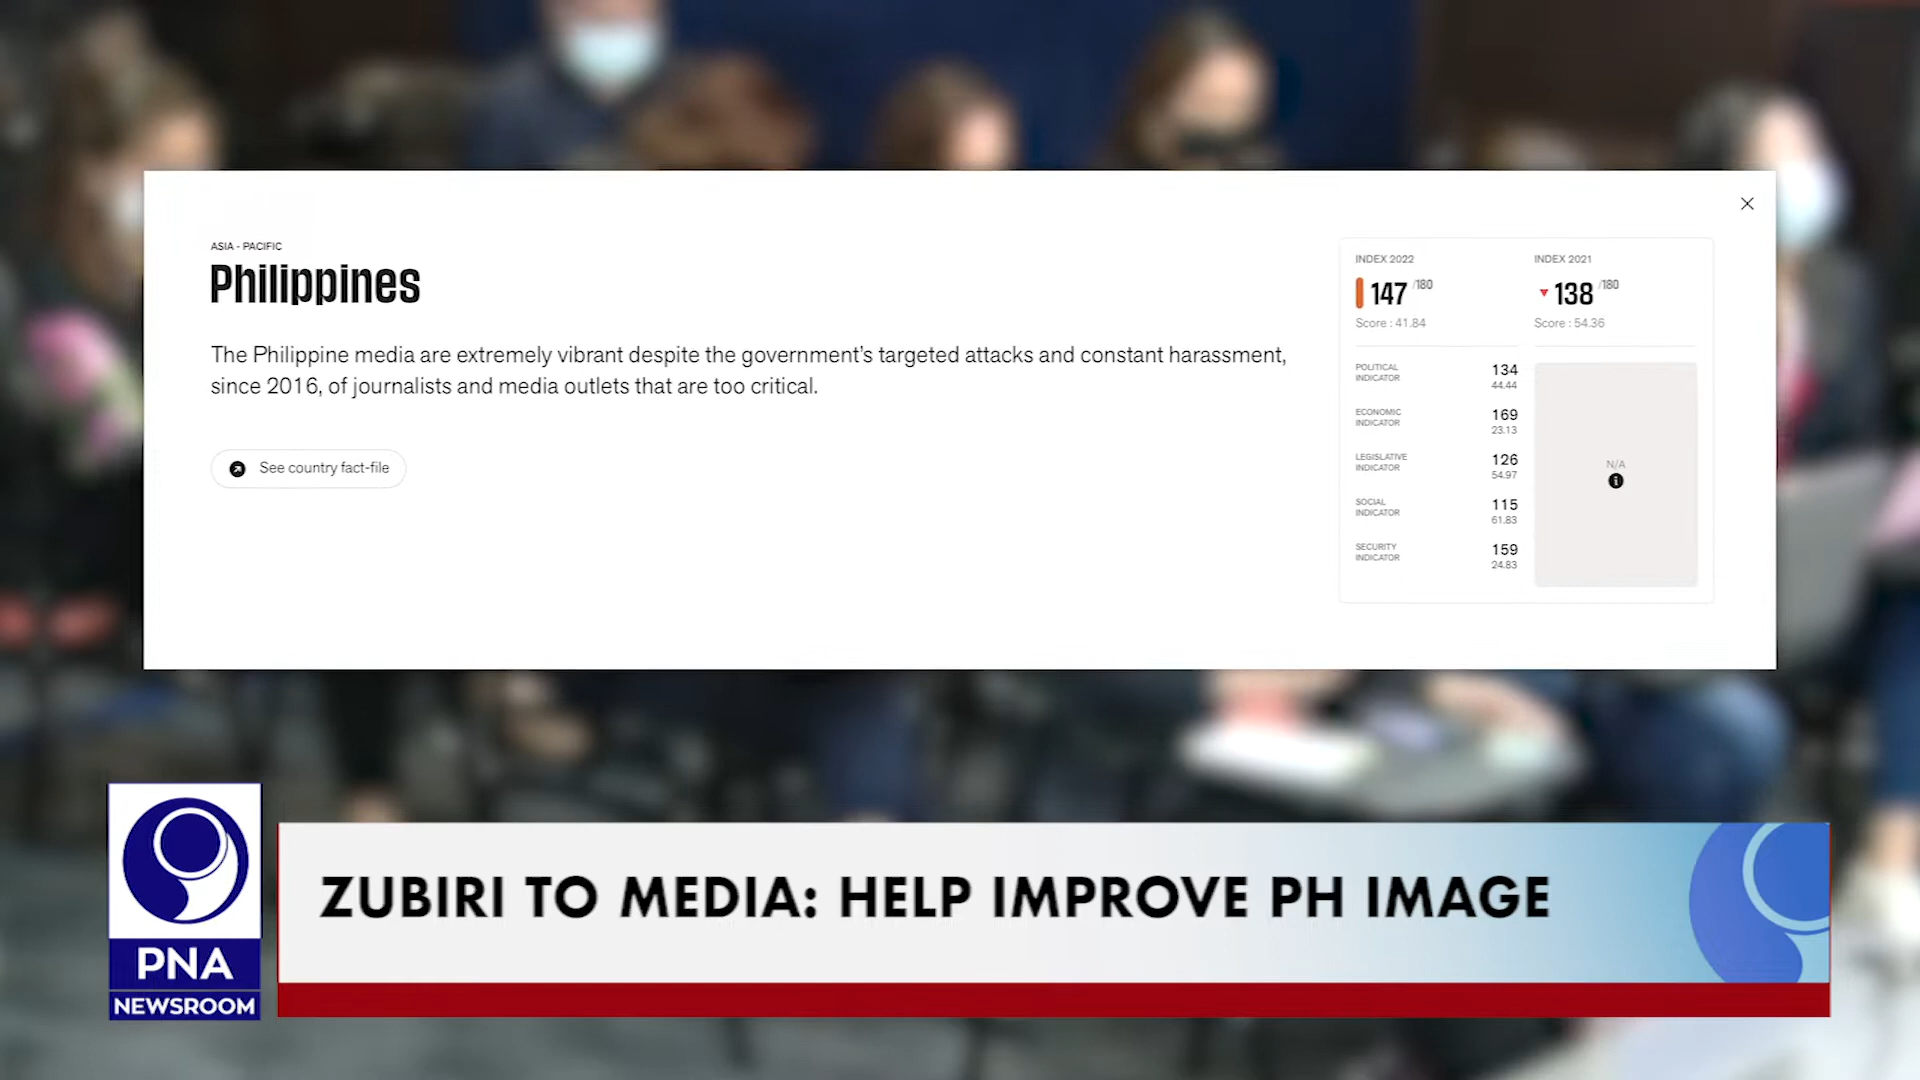 ASIA - PACIFIC
Philippines
The Philippine media are extremely vibrant despite the government’s targeted attacks and constant harassment,
since 2016, of journalists and media outlets that are too critical.
See country fact-file
INDEX 2022
147 /180
Score : 41.84
INDEX 2021
138 /180
Score : 54.36
POLITICAL INDICATOR
134
44.44
ECONOMIC INDICATOR
169
23.13
LEGISLATIVE INDICATOR
126
54.97
SOCIAL INDICATOR
115
61.83
SECURITY INDICATOR
159
24.83
N/A
ZUBIRI TO MEDIA: HELP IMPROVE PH IMAGE
PNA
NEWSROOM